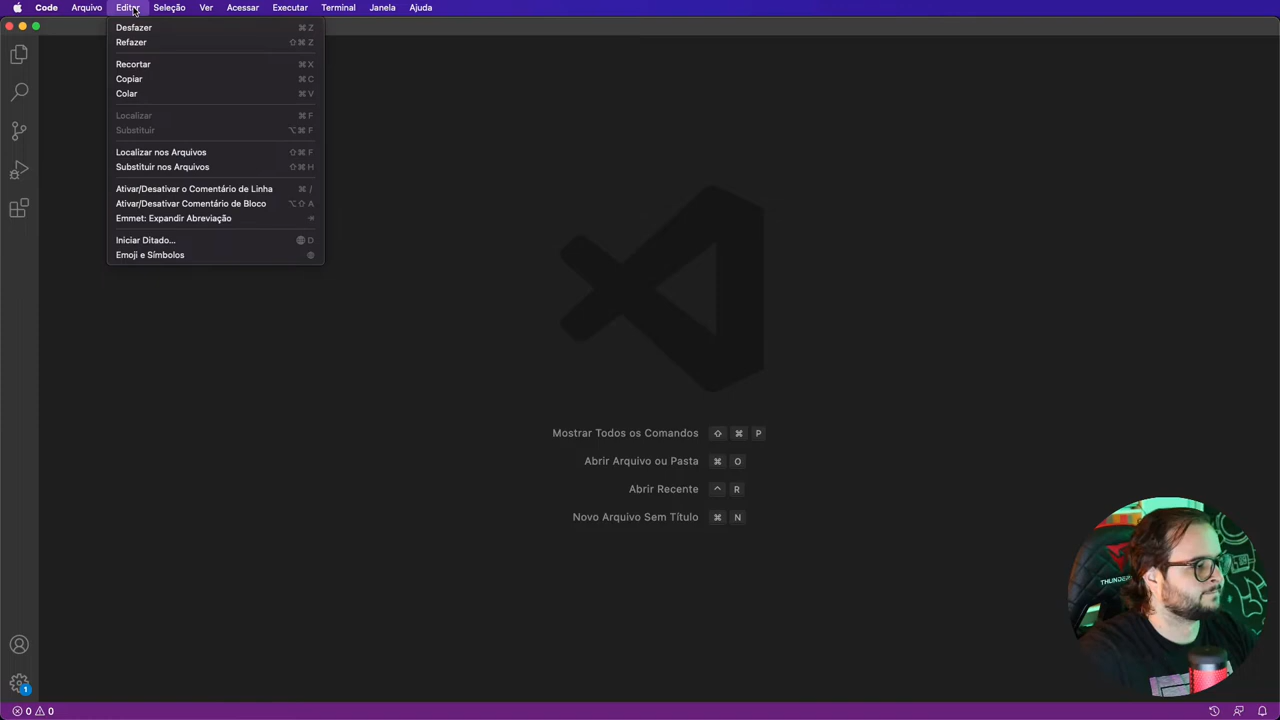 Code Arquivo Editar Seleção Ver Acessar Executar Terminal Janela Ajuda
Desfazer ⌘ Z
Refazer ⇧ ⌘ Z
Recortar ⌘ X
Copiar ⌘ C
Colar ⌘ V
Localizar ⌘ F
Substituir ⌥ ⌘ F
Localizar nos Arquivos ⇧ ⌘ F
Substituir nos Arquivos ⇧ ⌘ H
Ativar/Desativar o Comentário de Linha ⌘ /
Ativar/Desativar Comentário de Bloco ⌥ ⇧ A
Emmet: Expandir Abreviação ⇥
Iniciar Ditado... D
Emoji e Símbolos
Mostrar Todos os Comandos ⇧ ⌘ P
Abrir Arquivo ou Pasta ⌘ O
Abrir Recente ⌃ R
Novo Arquivo Sem Título ⌘ N
1
0 0